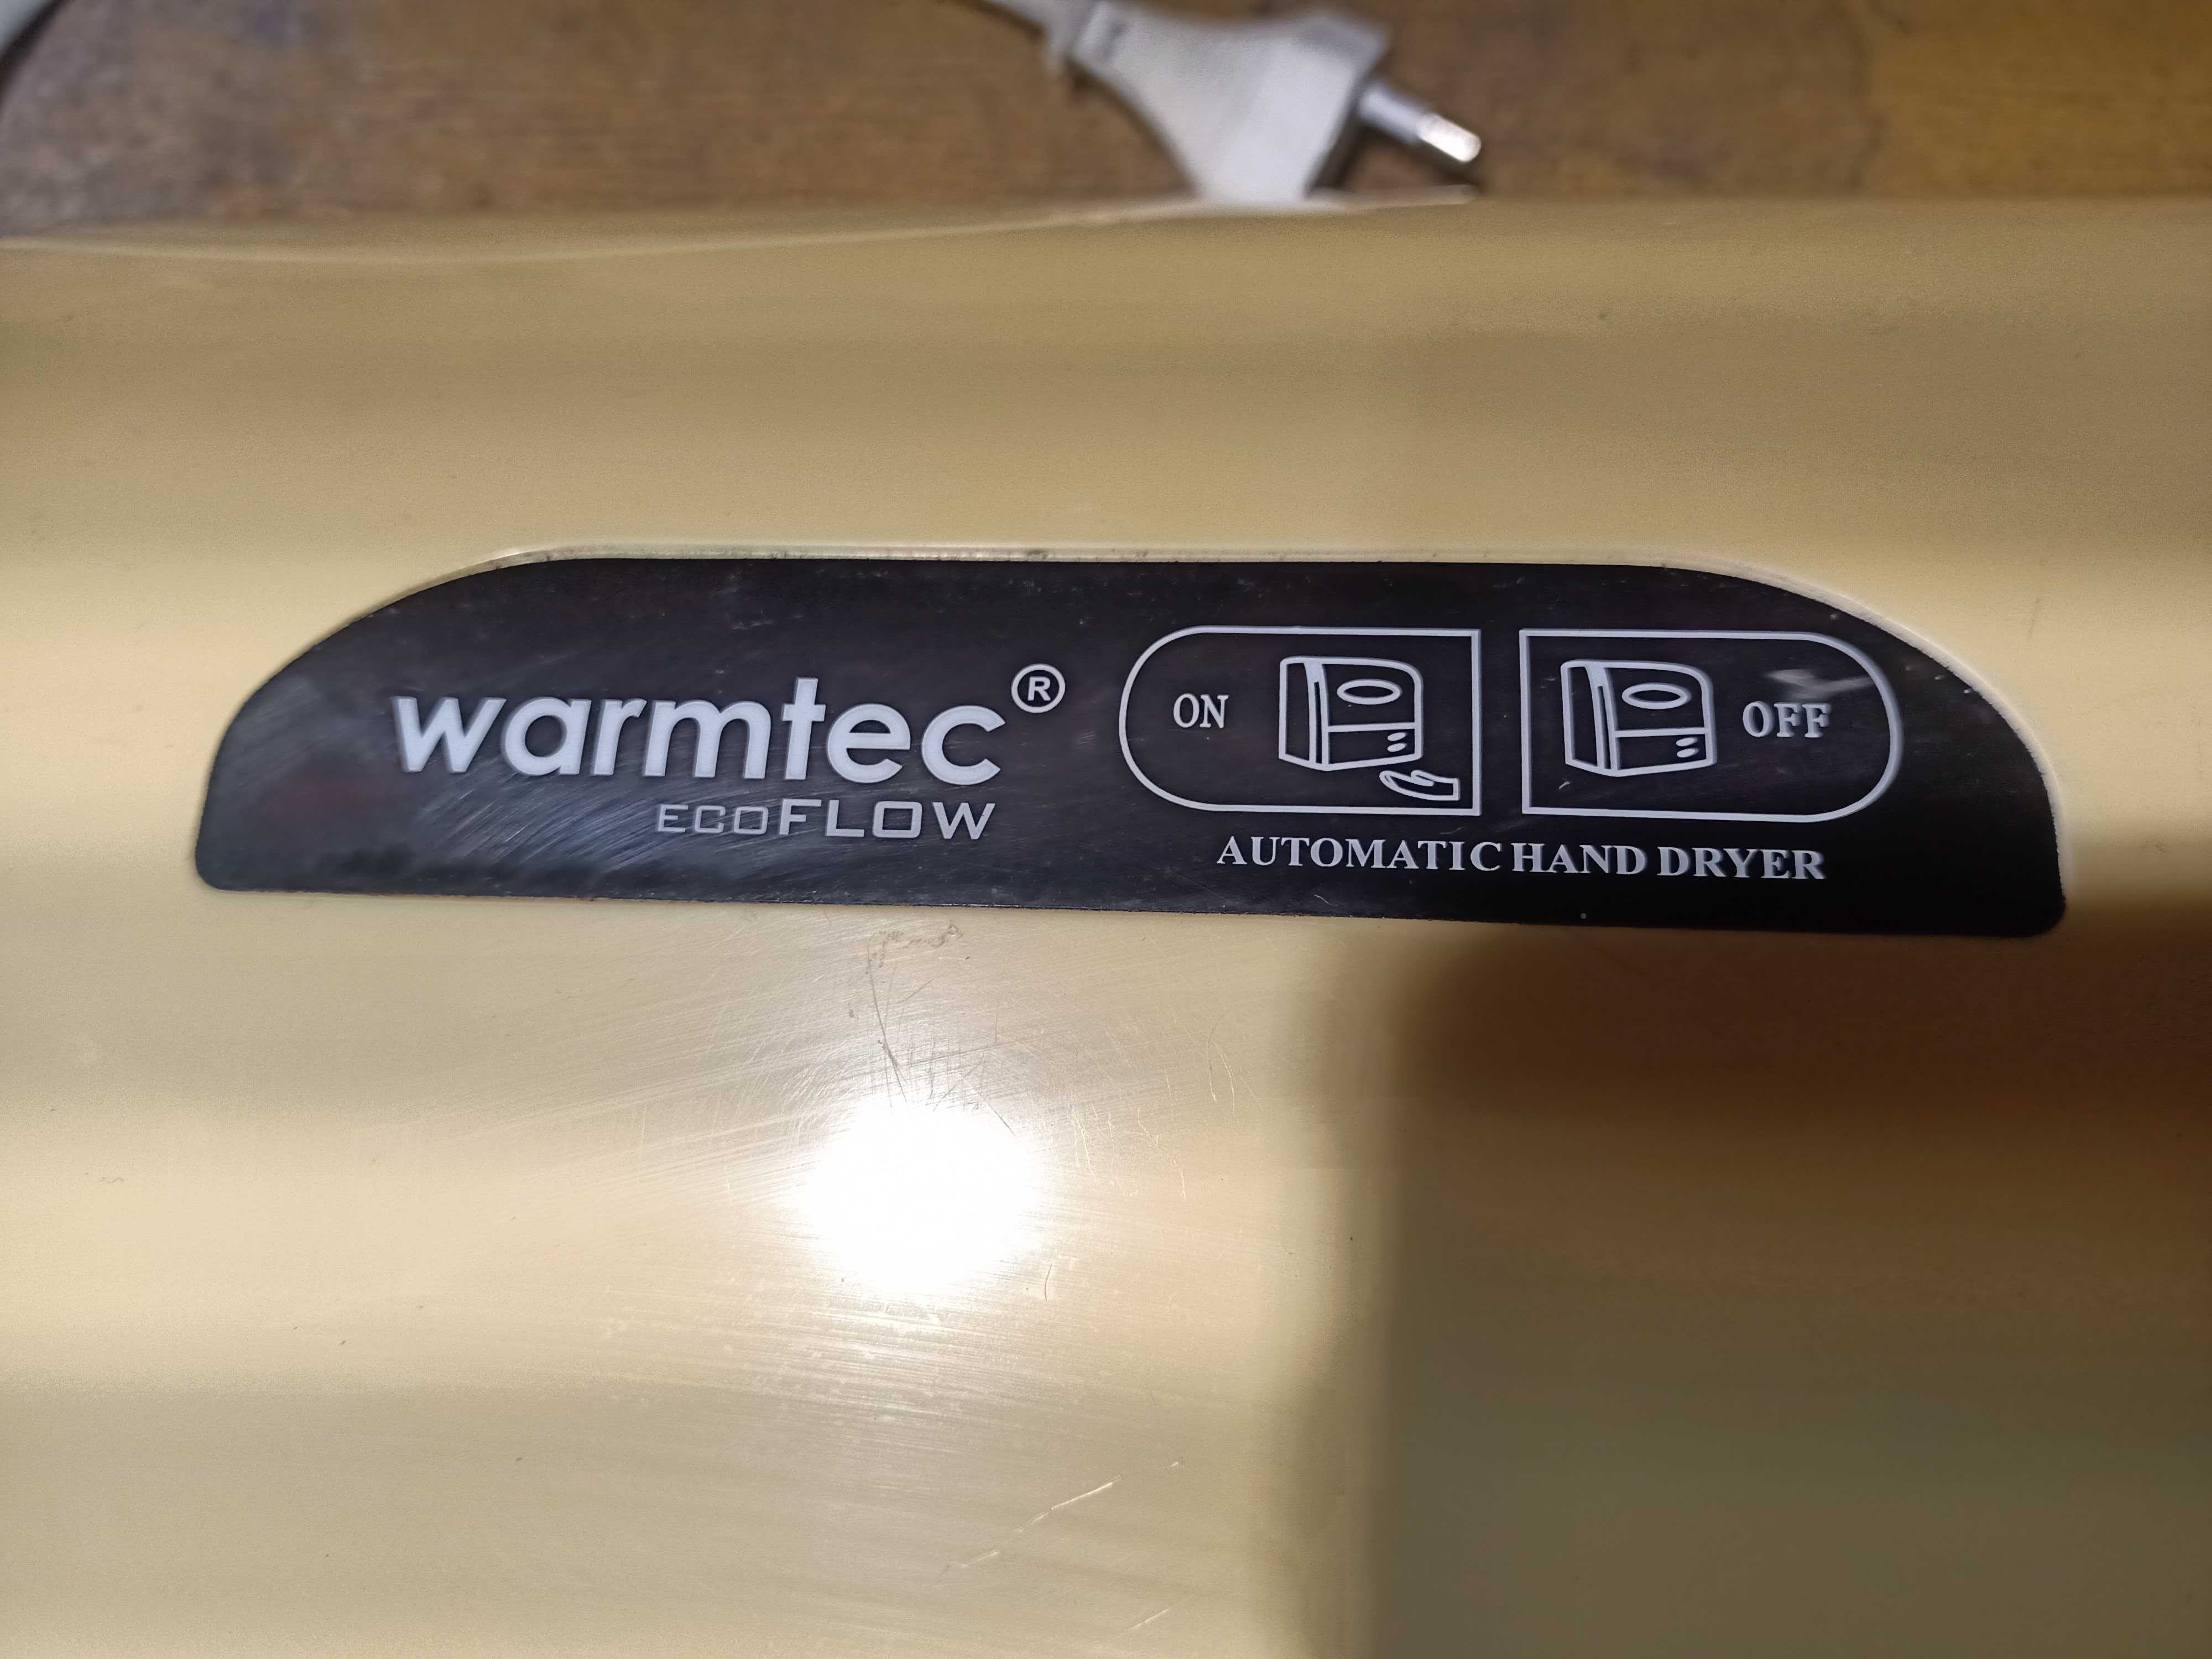 warmtec®
ECOFLOW
ON
OFF
AUTOMATIC HAND DRYER